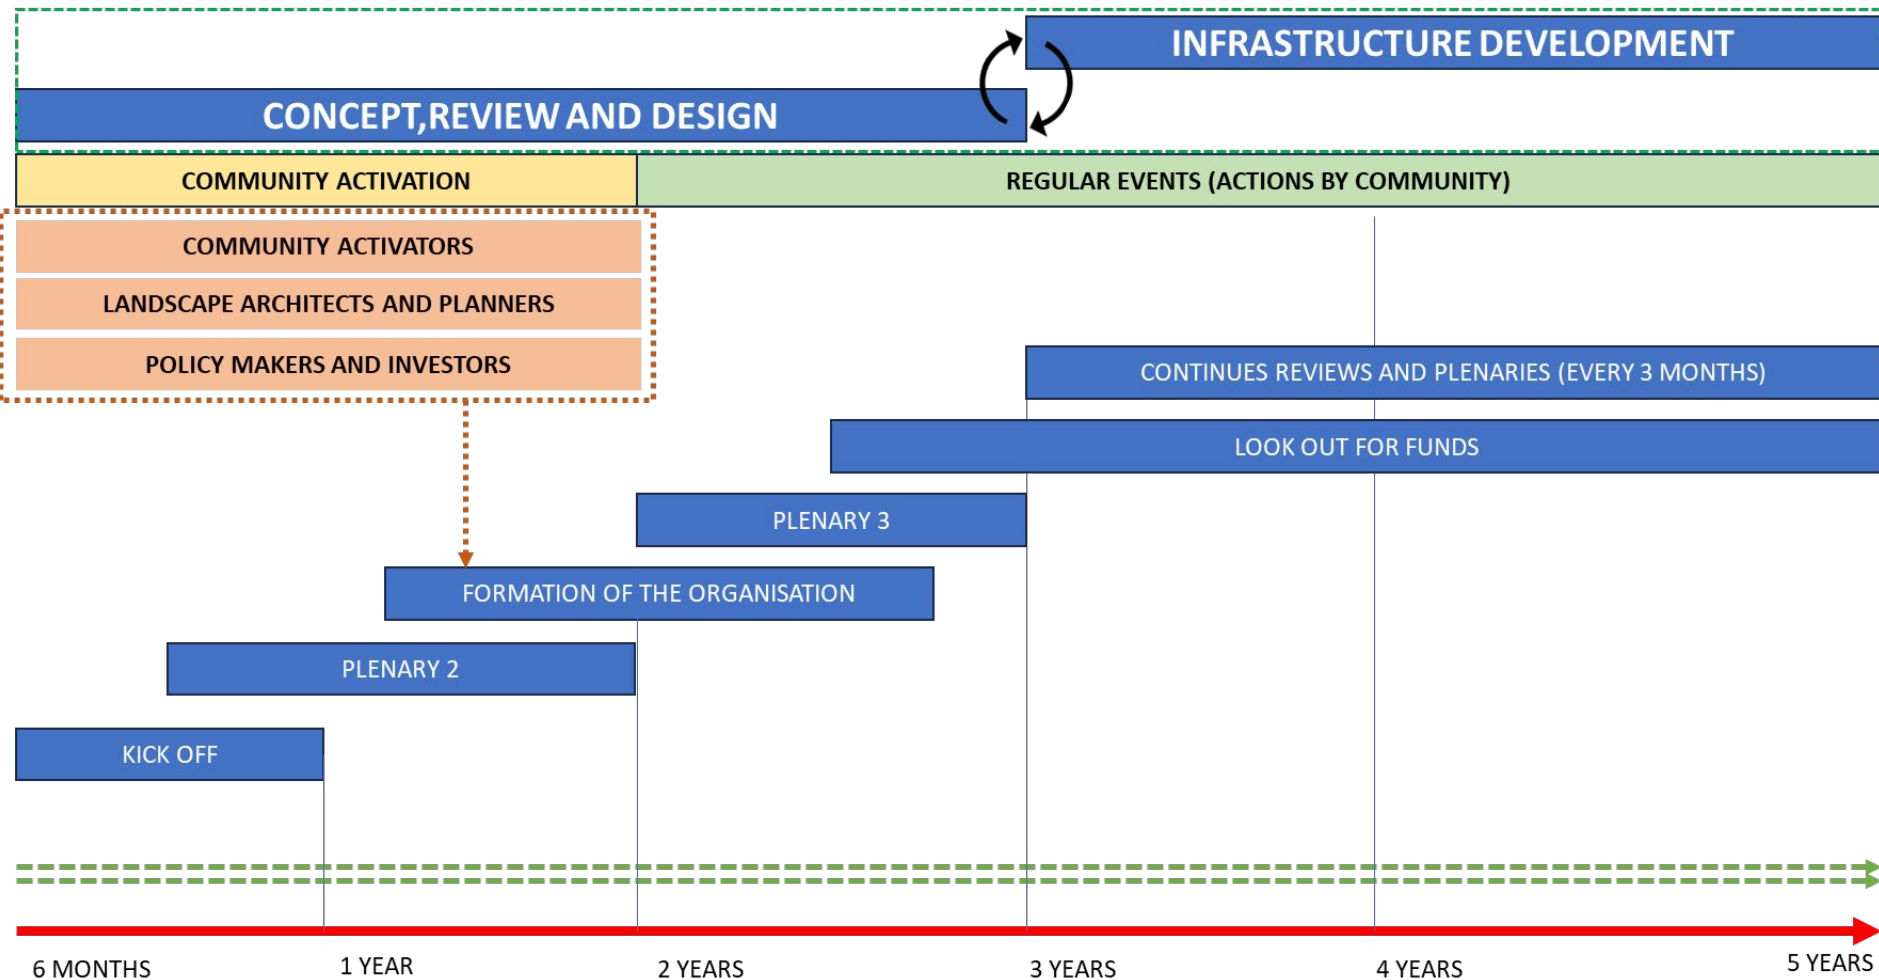 INFRASTRUCTURE DEVELOPMENT
CONCEPT,REVIEW AND DESIGN
COMMUNITY ACTIVATION
REGULAR EVENTS (ACTIONS BY COMMUNITY)
COMMUNITY ACTIVATORS
LANDSCAPE ARCHITECTS AND PLANNERS
POLICY MAKERS AND INVESTORS
CONTINUES REVIEWS AND PLENARIES (EVERY 3 MONTHS)
LOOK OUT FOR FUNDS
PLENARY 3
FORMATION OF THE ORGANISATION
PLENARY 2
KICK OFF
6 MONTHS
1 YEAR
2 YEARS
3 YEARS
4 YEARS
5 YEARS